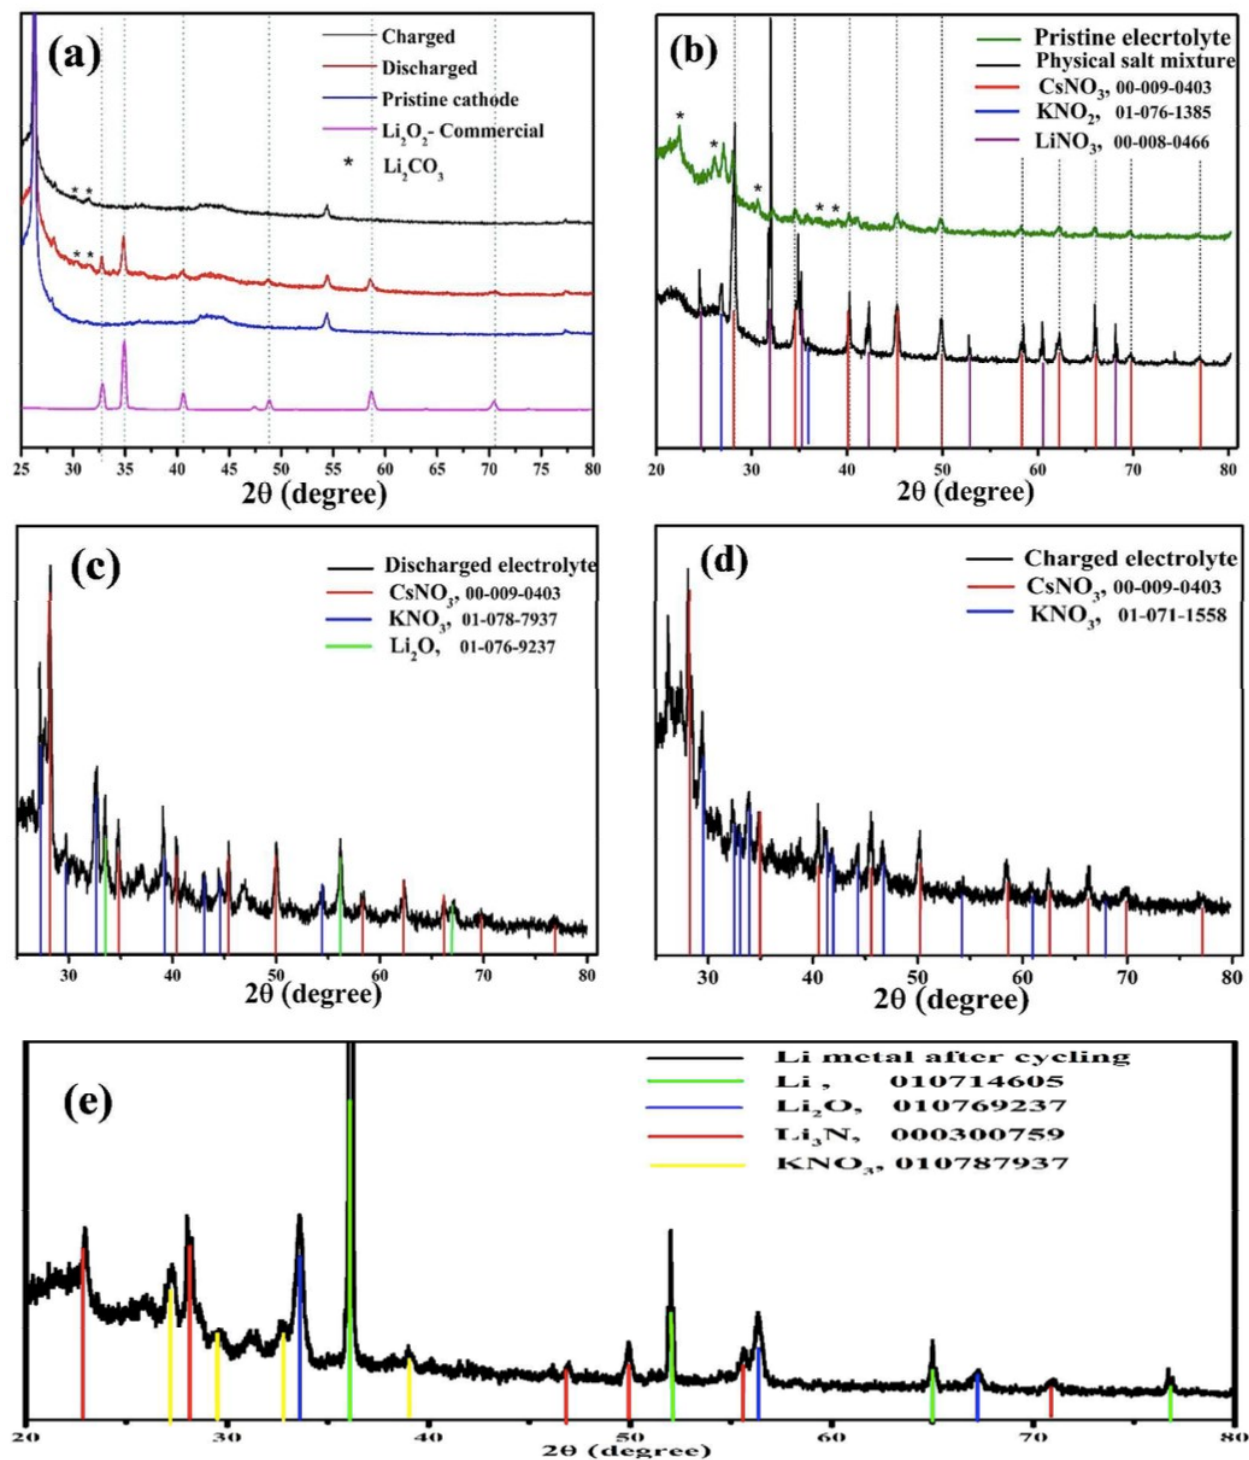 (a)
Charged
Discharged
Pristine cathode
Li₂O₂- Commercial
* Li₂CO₃
* *
* *
25 30 35 40 45 50 55 60 65 70 75 80
2θ (degree)
(b)
Pristine elecrtolyte
Physical salt mixture
CsNO₃, 00-009-0403
KNO₂, 01-076-1385
LiNO₃, 00-008-0466
* * * * *
20 30 40 50 60 70 80
2θ (degree)
(c)
Discharged electrolyte
CsNO₃, 00-009-0403
KNO₃, 01-078-7937
Li₂O, 01-076-9237
30 40 50 60 70 80
2θ (degree)
(d)
Charged electrolyte
CsNO₃, 00-009-0403
KNO₃, 01-071-1558
30 40 50 60 70 80
2θ (degree)
(e)
Li metal after cycling
Li , 010714605
Li₂O, 010769237
Li₃N, 000300759
KNO₃, 010787937
20 30 40 50 60 70 80
2θ (degree)